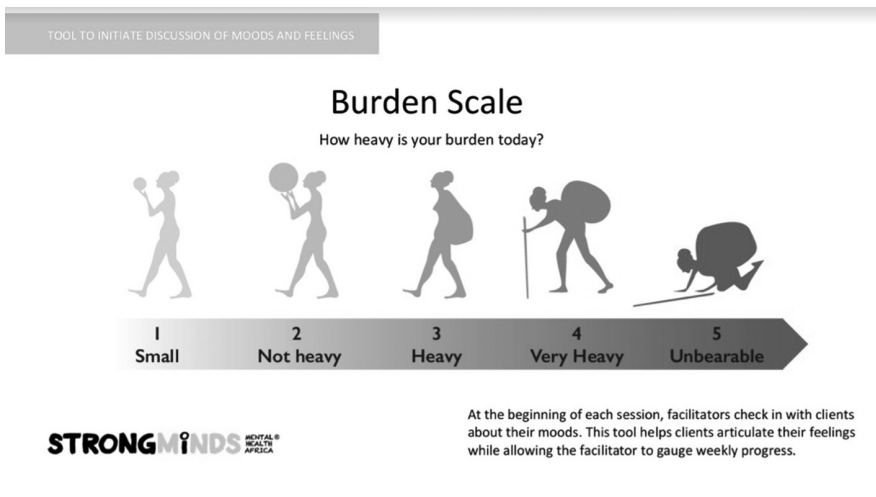 TOOL TO INITIATE DISCUSSION OF MOODS AND FEELINGS
Burden Scale
How heavy is your burden today?
1 2 3 4 5
Small Not heavy Heavy Very Heavy Unbearable
STRONGMINDS MENTAL HEALTH AFRICA®
At the beginning of each session, facilitators check in with clients
about their moods. This tool helps clients articulate their feelings
while allowing the facilitator to gauge weekly progress.